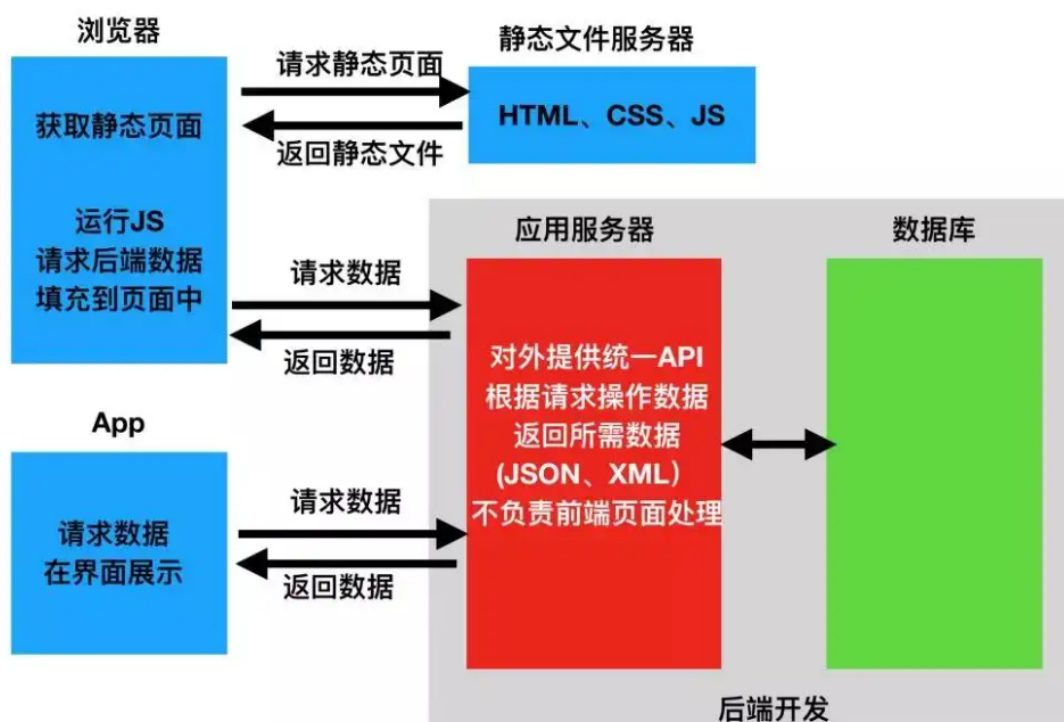 浏览器
获取静态页面
运行JS
请求后端数据
填充到页面中
请求静态页面
返回静态文件
静态文件服务器
HTML、CSS、JS
请求数据
返回数据
应用服务器
对外提供统一API
根据请求操作数据
返回所需数据
(JSON、XML）
不负责前端页面处理
数据库
App
请求数据
在界面展示
请求数据
返回数据
后端开发